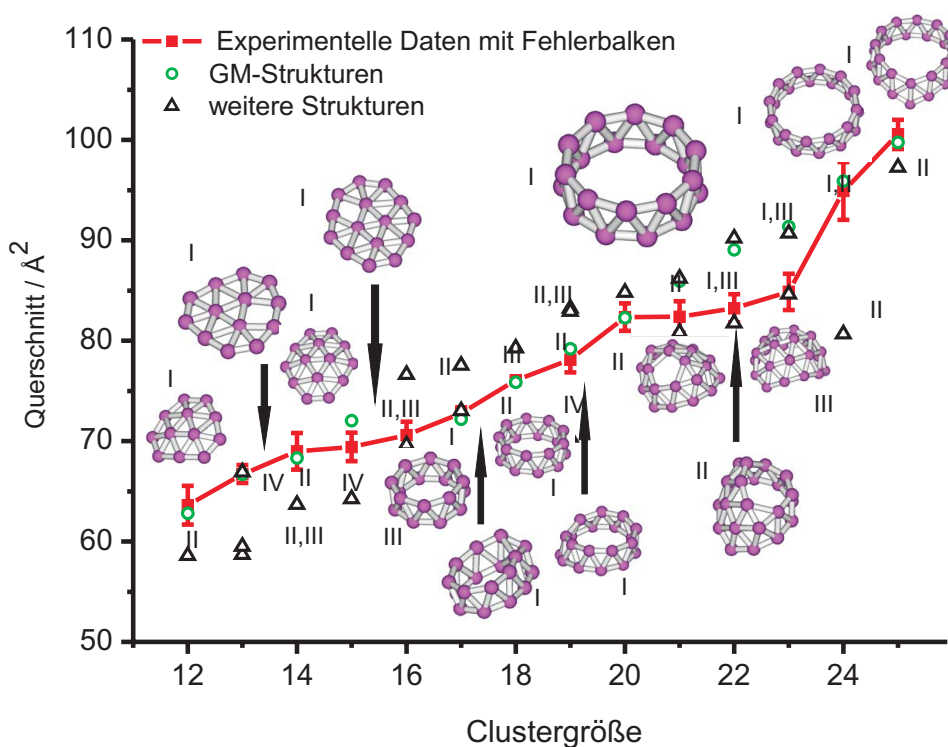 Experimentelle Daten mit Fehlerbalken
GM-Strukturen
weitere Strukturen
Querschnitt / Å²
110
100
90
80
70
60
50
12
14
16
18
20
22
24
Clustergröße
I
I
I
I
I
I
I
II
I
I,II
I,III
I,III
II
II
II,III
II
II
III
II
II
III
II,III
I
II
IV
I
I
I
II
IV
II
IV
II
II,III
III